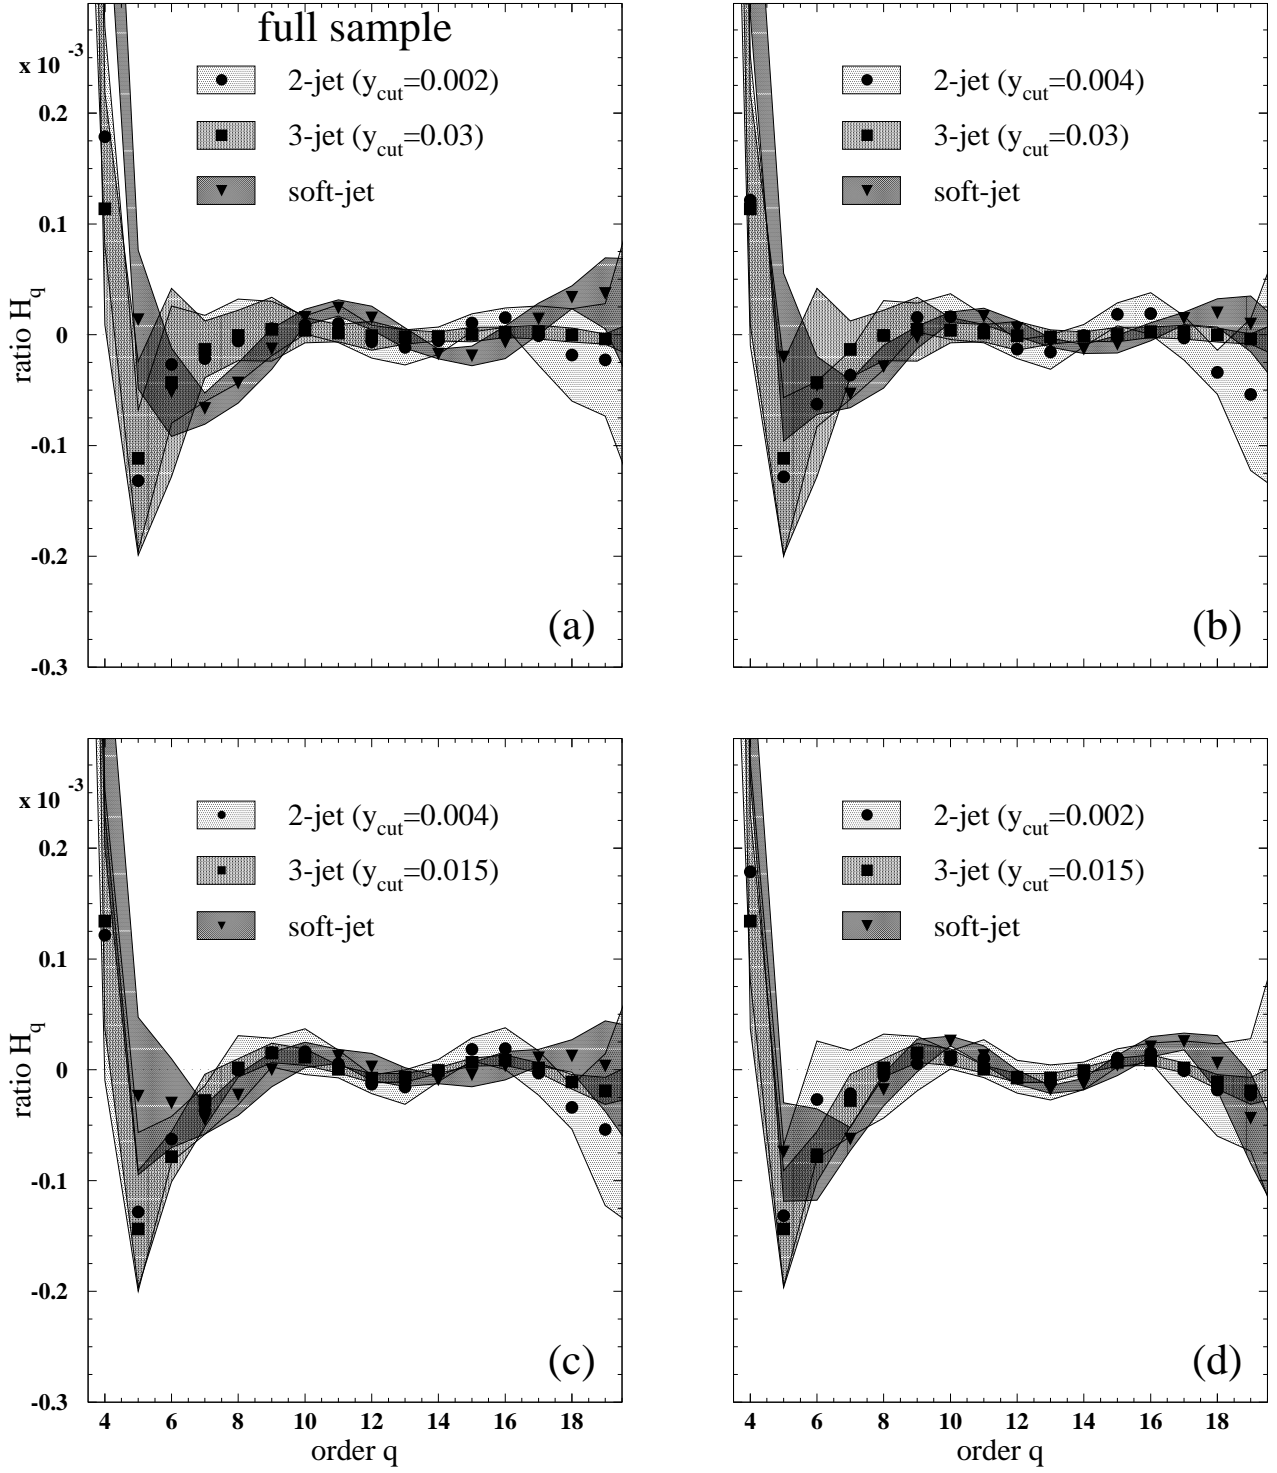 full sample
x 10 -3
2-jet (ycut=0.002)
3-jet (ycut=0.03)
soft-jet
0.2
0.1
0
-0.1
-0.2
-0.3
ratio Hq
(a)
2-jet (ycut=0.004)
3-jet (ycut=0.03)
soft-jet
(b)
x 10 -3
2-jet (ycut=0.004)
3-jet (ycut=0.015)
soft-jet
0.2
0.1
0
-0.1
-0.2
-0.3
ratio Hq
(c)
4 6 8 10 12 14 16 18
order q
2-jet (ycut=0.002)
3-jet (ycut=0.015)
soft-jet
(d)
4 6 8 10 12 14 16 18
order q